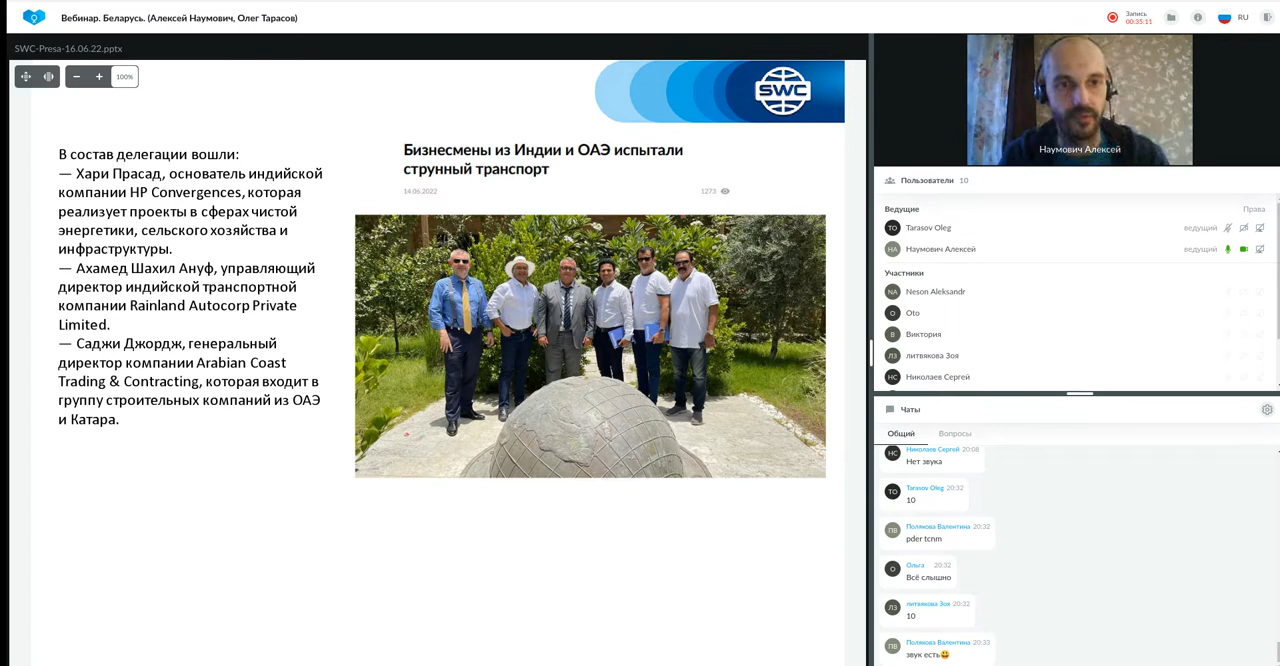 Вебинар. Беларусь. (Алексей Наумович, Олег Тарасов)
Запись
00:35:11
RU
SWC-Presa-16.06.22.pptx
100%
SWC
Бизнесмены из Индии и ОАЭ испытали
струнный транспорт
14.06.2022
1273
В состав делегации вошли:
— Хари Прасад, основатель индийской
компании HP Convergences, которая
реализует проекты в сферах чистой
энергетики, сельского хозяйства и
инфраструктуры.
— Ахамед Шахил Ануф, управляющий
директор индийской транспортной
компании Rainland Autocorp Private
Limited.
— Саджи Джордж, генеральный
директор компании Arabian Coast
Trading & Contracting, которая входит в
группу строительных компаний из ОАЭ
и Катара.
Наумович Алексей
Пользователи 10
Ведущие Права
TO Tarasov Oleg ведущий
НА Наумович Алексей ведущий
Участники
NA Neson Aleksandr
O Oto
В Виктория
ЛЗ литвякова Зоя
НС Николаев Сергей
Чаты
Общий Вопросы
НС Николаев Сергей 20:08
Нет звука
TO Tarasov Oleg 20:32
10
ПВ Полякова Валентина 20:32
pder tcnm
О Ольга 20:32
Всё слышно
ЛЗ литвякова Зоя 20:32
10
ПВ Полякова Валентина 20:33
звук есть😃